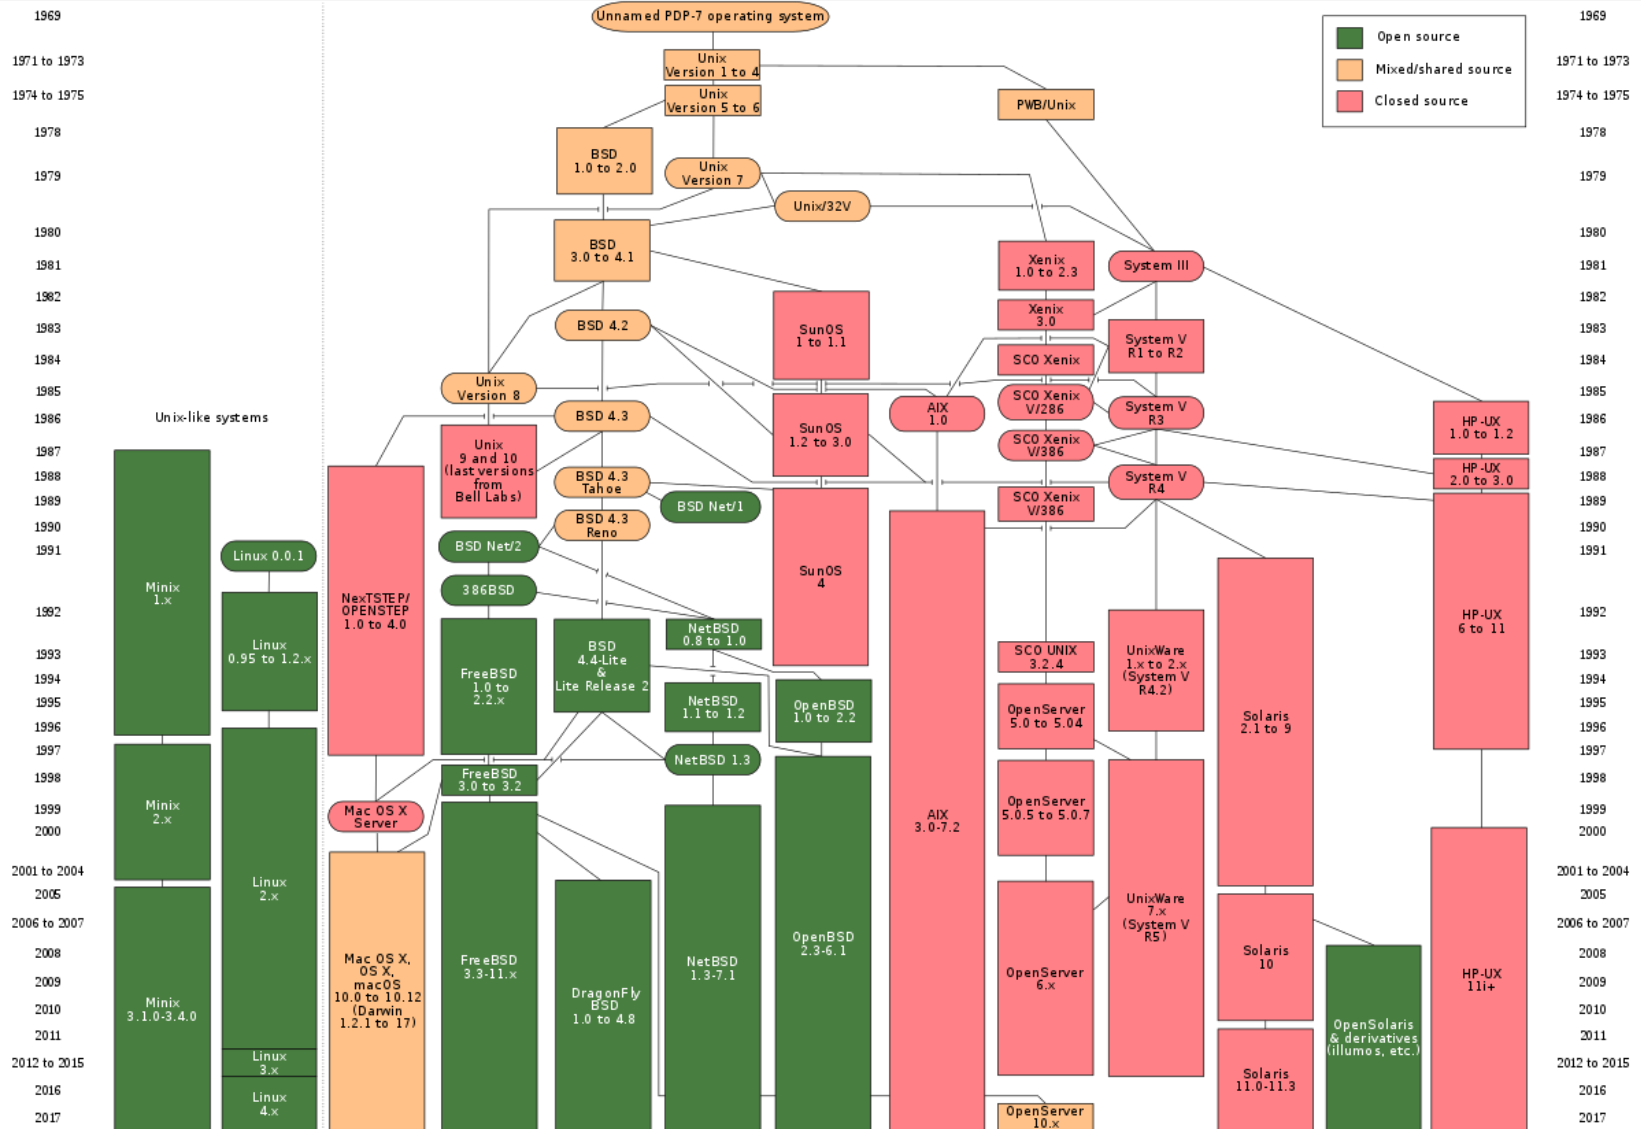 Unnamed PDP-7 operating system
1969
1969
Open source
Mixed/shared source
Closed source
1971 to 1973
Unix
Version 1 to 4
1971 to 1973
1974 to 1975
Unix
Version 5 to 6
PWB/Unix
1974 to 1975
1978
1978
BSD
1.0 to 2.0
Unix
Version 7
1979
1979
Unix/32V
1980
1980
BSD
3.0 to 4.1
Xenix
1.0 to 2.3
System III
1981
1981
1982
1982
Xenix
3.0
BSD 4.2
1983
1983
SunOS
1 to 1.1
System V
R1 to R2
1984
1984
SCO Xenix
Unix
Version 8
1985
1985
SCO Xenix
V/286
AIX
1.0
System V
R3
BSD 4.3
1986
1986
Unix-like systems
HP-UX
1.0 to 1.2
SunOS
1.2 to 3.0
SCO Xenix
V/386
1987
1987
Unix
9 and 10
(last versions
from
Bell Labs)
HP-UX
2.0 to 3.0
1988
1988
BSD 4.3
Tahoe
System V
R4
1989
1989
BSD Net/1
SCO Xenix
V/386
1990
1990
BSD 4.3
Reno
BSD Net/2
1991
1991
Linux 0.0.1
SunOS
4
Minix
1.x
386BSD
NexTSTEP/
OPENSTEP
1.0 to 4.0
1992
1992
HP-UX
6 to 11
NetBSD
0.8 to 1.0
Linux
0.95 to 1.2.x
BSD
4.4-Lite
&
Lite Release 2
1993
1993
SCO UNIX
3.2.4
UnixWare
1.x to 2.x
(System V
R4.2)
FreeBSD
1.0 to
2.2.x
1994
1994
1995
1995
NetBSD
1.1 to 1.2
OpenBSD
1.0 to 2.2
OpenServer
5.0 to 5.04
Solaris
2.1 to 9
1996
1996
1997
1997
NetBSD 1.3
1998
1998
FreeBSD
3.0 to 3.2
1999
1999
Minix
2.x
Mac OS X
Server
AIX
3.0-7.2
OpenServer
5.0.5 to 5.0.7
2000
2000
2001 to 2004
2001 to 2004
Linux
2.x
2005
2005
2006 to 2007
2006 to 2007
UnixWare
7.x
(System V
R5)
OpenBSD
2.3-6.1
2008
2008
Solaris
10
Mac OS X,
OS X,
macOS
10.0 to 10.12
(Darwin
1.2.1 to 17)
FreeBSD
3.3-11.x
NetBSD
1.3-7.1
OpenServer
6.x
HP-UX
11i+
2009
2009
DragonFly
BSD
1.0 to 4.8
Minix
3.1.0-3.4.0
2010
2010
OpenSolaris
& derivatives
(illumos, etc.)
2011
2011
Linux
3.x
2012 to 2015
2012 to 2015
Solaris
11.0-11.3
2016
2016
Linux
4.x
OpenServer
10.x
2017
2017